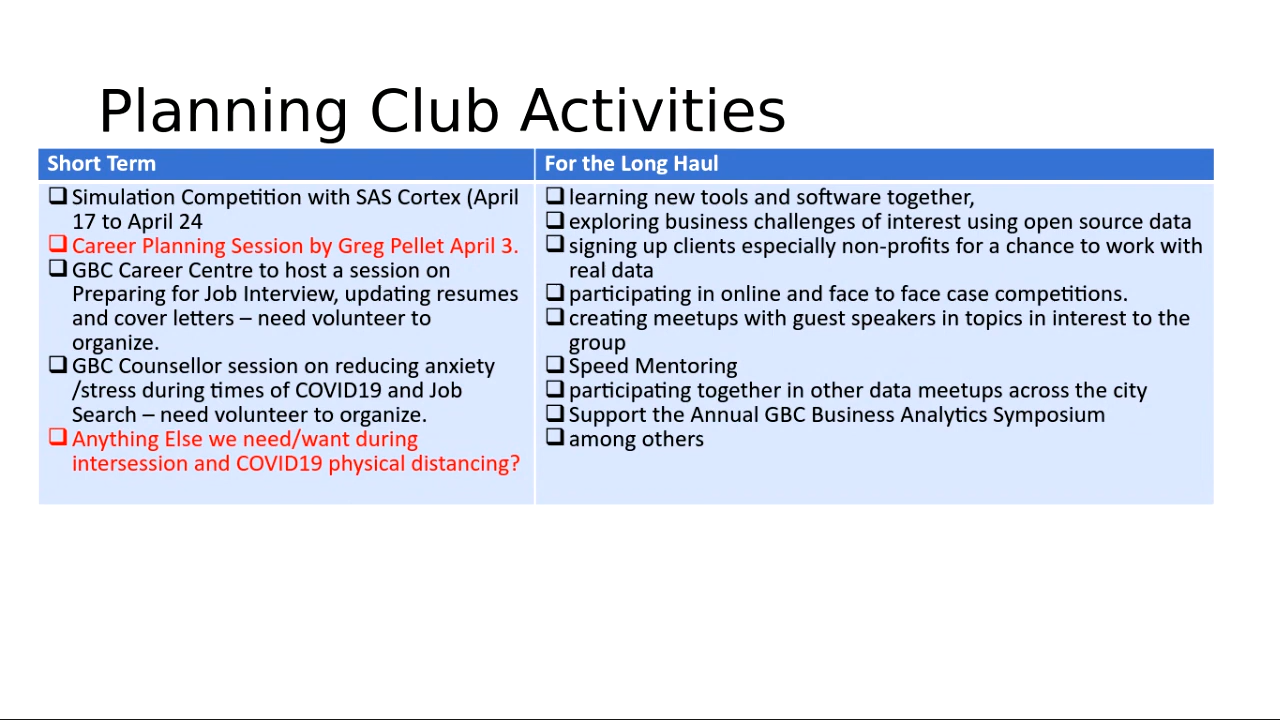 Planning Club Activities
Short Term
❑ Simulation Competition with SAS Cortex (April
17 to April 24
❑ Career Planning Session by Greg Pellet April 3.
❑ GBC Career Centre to host a session on
Preparing for Job Interview, updating resumes
and cover letters – need volunteer to
organize.
❑ GBC Counsellor session on reducing anxiety
/stress during times of COVID19 and Job
Search – need volunteer to organize.
❑ Anything Else we need/want during
intersession and COVID19 physical distancing?
For the Long Haul
❑ learning new tools and software together,
❑ exploring business challenges of interest using open source data
❑ signing up clients especially non-profits for a chance to work with
real data
❑ participating in online and face to face case competitions.
❑ creating meetups with guest speakers in topics in interest to the
group
❑ Speed Mentoring
❑ participating together in other data meetups across the city
❑ Support the Annual GBC Business Analytics Symposium
❑ among others